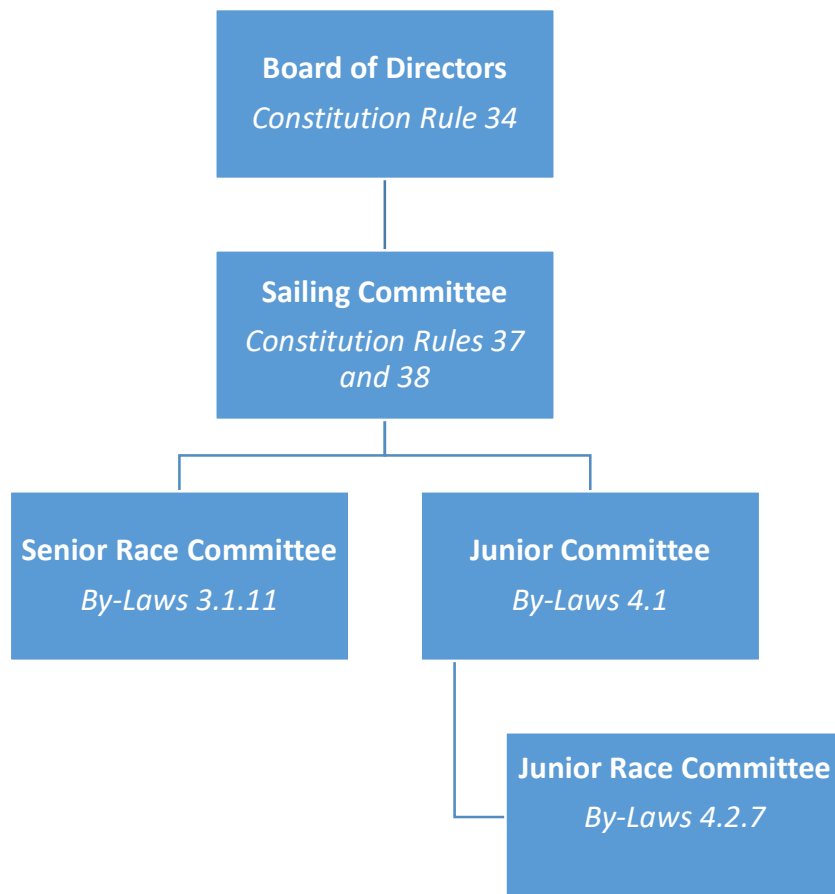 Board of Directors
Constitution Rule 34
Sailing Committee
Constitution Rules 37
and 38
Senior Race Committee
By-Laws 3.1.11
Junior Committee
By-Laws 4.1
Junior Race Committee
By-Laws 4.2.7